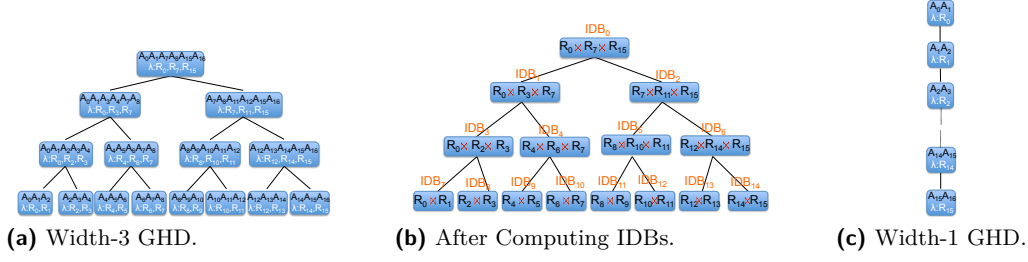 A₀A₁A₇A₈A₁₅A₁₆
λ:R₀,R₇,R₁₅
A₀A₁A₃A₄A₇A₈
λ:R₀,R₃,R₇
A₇A₈A₁₁A₁₂A₁₅A₁₆
λ:R₇,R₁₁,R₁₅
A₀A₁A₂A₃A₄
λ:R₀,R₂,R₃
A₄A₅A₆A₇A₈
λ:R₄,R₆,R₇
A₈A₉A₁₀A₁₁A₁₂
λ:R₈,R₁₀,R₁₁
A₁₂A₁₃A₁₄A₁₅A₁₆
λ:R₁₂,R₁₄,R₁₅
A₀A₁A₂
λ:R₀,R₁
A₂A₃A₄
λ:R₂,R₃
A₄A₅A₆
λ:R₄,R₅
A₆A₇A₈
λ:R₆,R₇
A₈A₉A₁₀
λ:R₈,R₉
A₁₀A₁₁A₁₂
λ:R₁₀,R₁₁
A₁₂A₁₃A₁₄
λ:R₁₂,R₁₃
A₁₄A₁₅A₁₆
λ:R₁₄,R₁₅
(a) Width-3 GHD.
IDB₀
R₀ ⨝ R₇ ⨝ R₁₅
IDB₁
R₀ ⨝ R₃ ⨝ R₇
IDB₂
R₇ ⨝ R₁₁ ⨝ R₁₅
IDB₃
R₀ ⨝ R₂ ⨝ R₃
IDB₄
R₄ ⨝ R₆ ⨝ R₇
IDB₅
R₈ ⨝ R₁₀ ⨝ R₁₁
IDB₆
R₁₂ ⨝ R₁₄ ⨝ R₁₅
IDB₇
R₀ ⨝ R₁
IDB₈
R₂ ⨝ R₃
IDB₉
R₄ ⨝ R₅
IDB₁₀
R₆ ⨝ R₇
IDB₁₁
R₈ ⨝ R₉
IDB₁₂
R₁₀⨝R₁₁
IDB₁₃
R₁₂⨝R₁₃
IDB₁₄
R₁₄⨝R₁₅
(b) After Computing IDBs.
A₀A₁
λ:R₀
A₁A₂
λ:R₁
A₂A₃
λ:R₂
A₁₄A₁₅
λ:R₁₄
A₁₅A₁₆
λ:R₁₅
(c) Width-1 GHD.